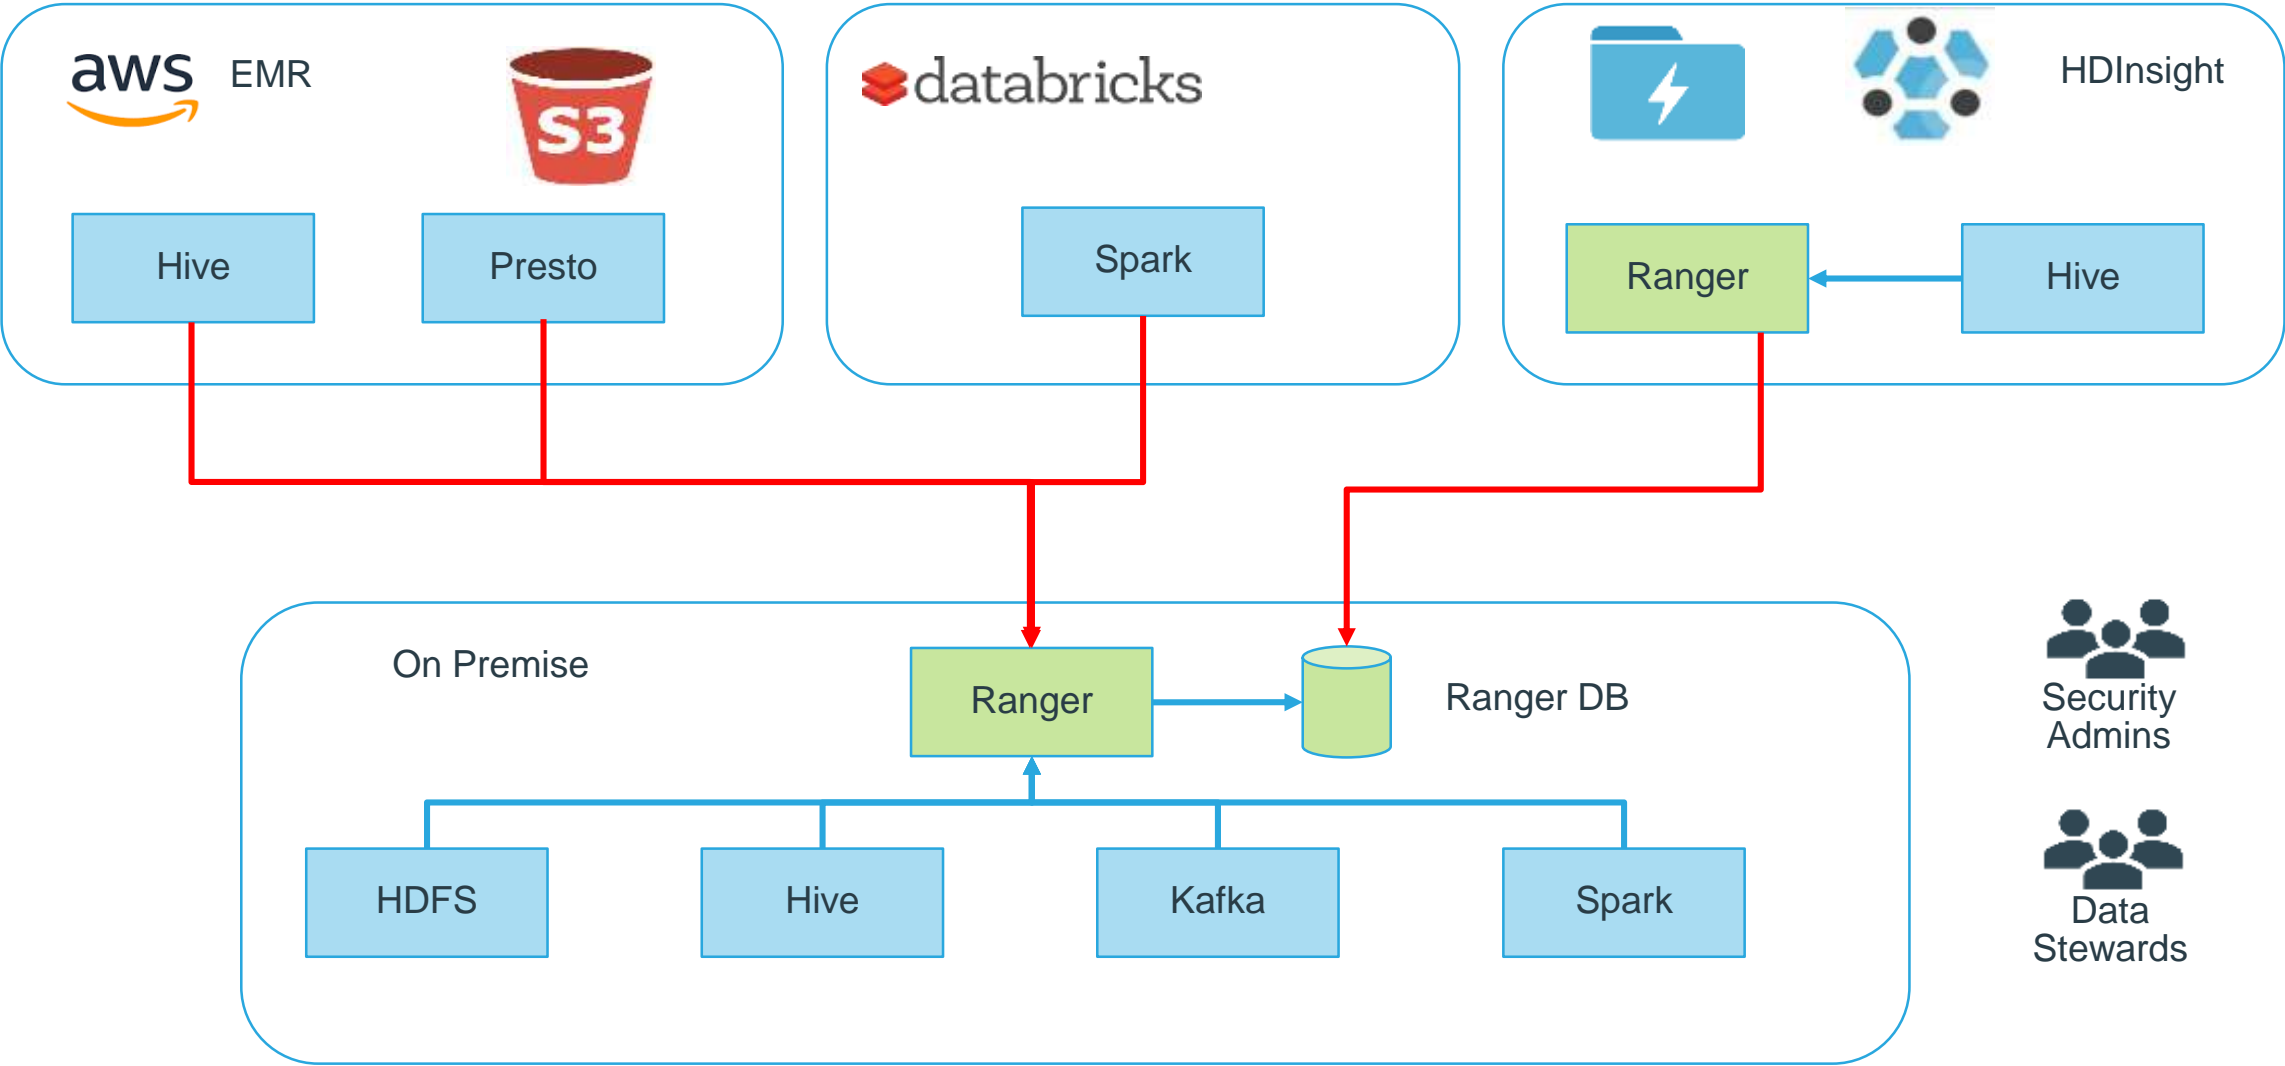 aws EMR
S3
databricks
HDInsight
Hive
Presto
Spark
Ranger
Hive
On Premise
Ranger
Ranger DB
HDFS
Hive
Kafka
Spark
Security
Admins
Data
Stewards